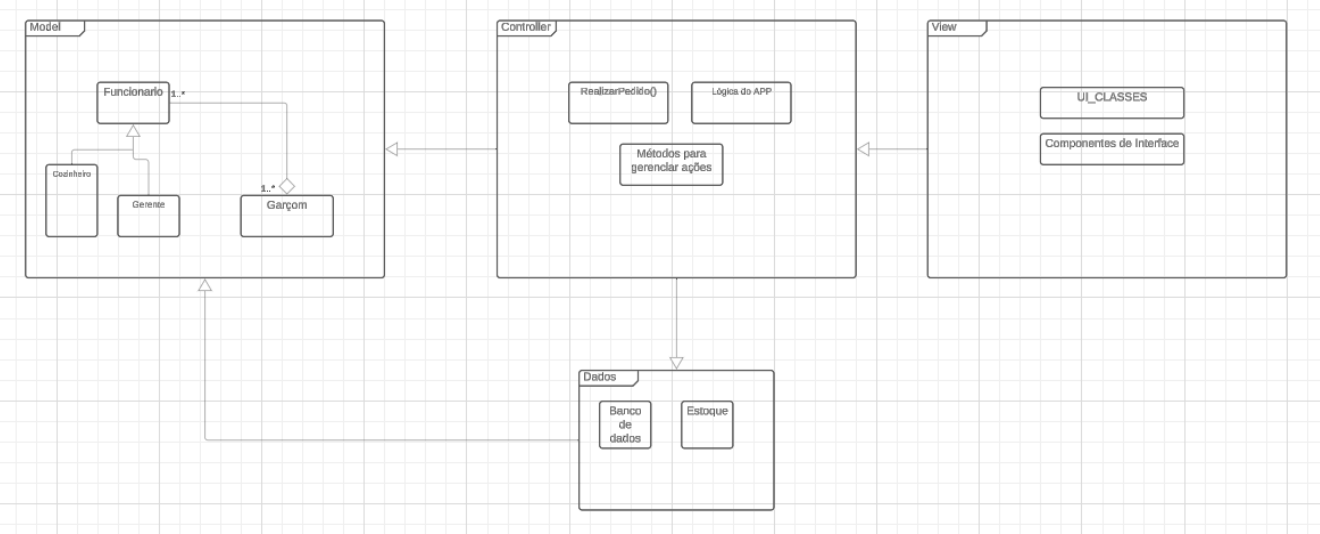 Model
Funcionario
1..*
Cozinheiro
Gerente
1..*
Garçom
Controller
RealizarPedido()
Lógica do APP
Métodos para
gerenciar ações
View
UI_CLASSES
Componentes de Interface
Dados
Banco
de
dados
Estoque